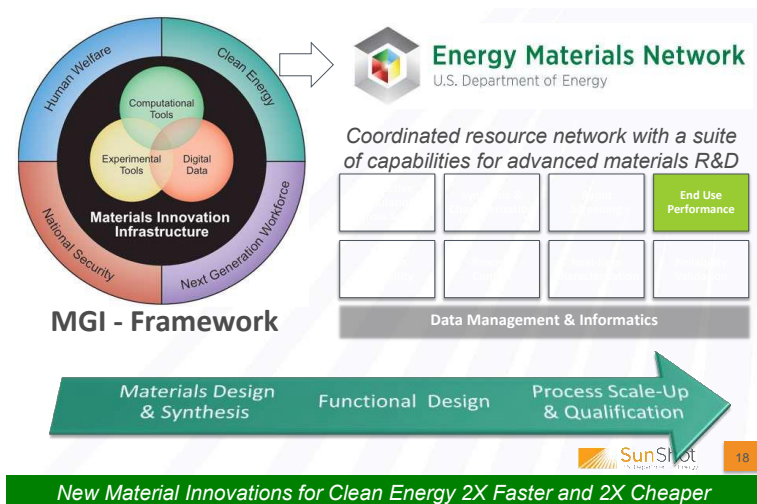 Human Welfare
Clean Energy
Computational
Tools
Experimental
Tools
Digital
Data
Materials Innovation
Infrastructure
National Security
Next Generation Workforce
MGI - Framework
Energy Materials Network
U.S. Department of Energy
Coordinated resource network with a suite
of capabilities for advanced materials R&D
End Use
Performance
Data Management & Informatics
Materials Design
& Synthesis
Functional Design
Process Scale-Up
& Qualification
SunShot
U.S. Department of Energy
18
New Material Innovations for Clean Energy 2X Faster and 2X Cheaper